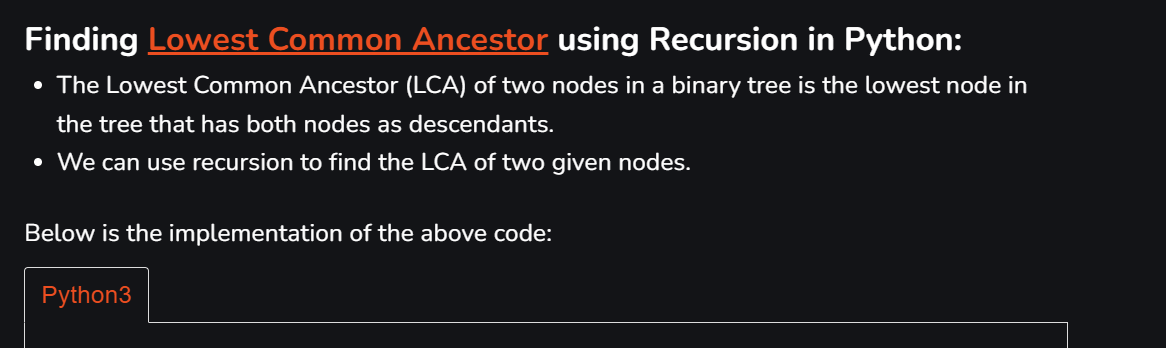 Finding Lowest Common Ancestor using Recursion in Python:
• The Lowest Common Ancestor (LCA) of two nodes in a binary tree is the lowest node in
the tree that has both nodes as descendants.
• We can use recursion to find the LCA of two given nodes.
Below is the implementation of the above code:
Python3